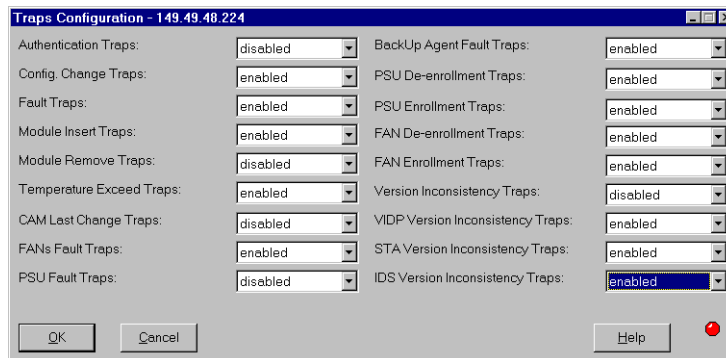 Traps Configuration - 149.49.48.224
Authentication Traps: disabled BackUp Agent Fault Traps: enabled
Config. Change Traps: enabled PSU De-enrollment Traps: enabled
Fault Traps: enabled PSU Enrollment Traps: enabled
Module Insert Traps: enabled FAN De-enrollment Traps: enabled
Module Remove Traps: disabled FAN Enrollment Traps: enabled
Temperature Exceed Traps: enabled Version Inconsistency Traps: disabled
CAM Last Change Traps: disabled VIDP Version Inconsistency Traps: enabled
FANs Fault Traps: enabled STA Version Inconsistency Traps: enabled
PSU Fault Traps: disabled IDS Version Inconsistency Traps: enabled
OK Cancel Help